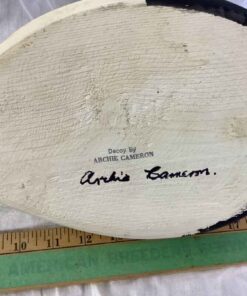 Decoy By
ARCHIE CAMERON
Archie Cameron.
AMERICAN BREEDERS